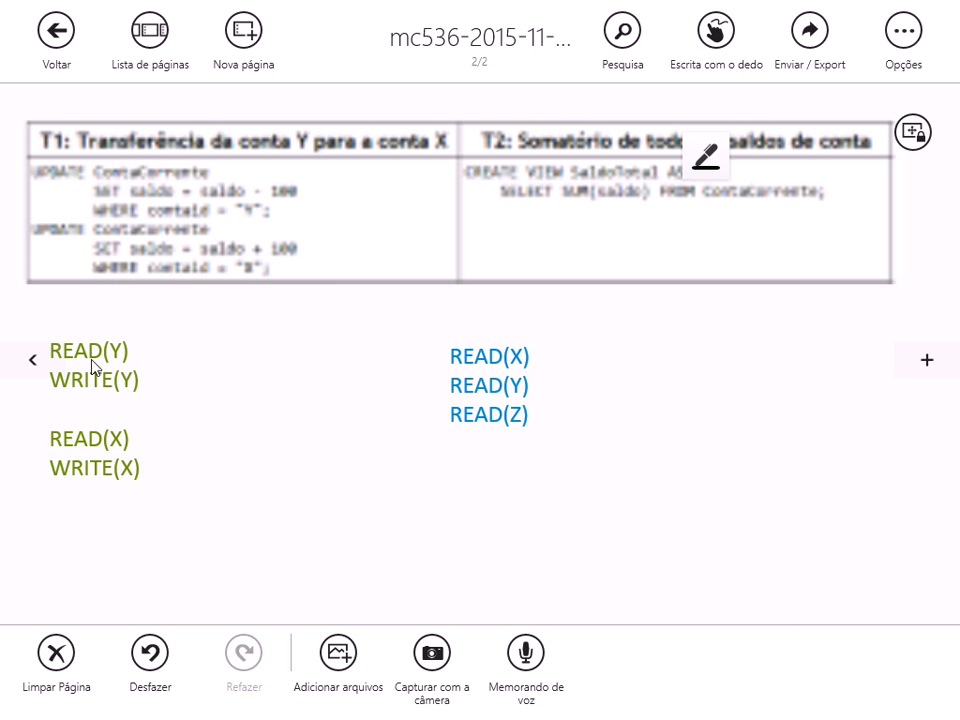 Voltar
Lista de páginas
Nova página
mc536-2015-11-...
2/2
Pesquisa
Escrita com o dedo
Enviar / Export
Opções
T1: Transferência da conta Y para a conta X
T2: Somatório de saldos de conta
UPDATE ContaCorrente
SET saldo = saldo - 100
WHERE contaid = "Y";
UPDATE ContaCorrente
SET saldo = saldo + 100
WHERE contaid = "X";
CREATE VIEW SaldoTotal AS
SELECT SUM(saldo) FROM ContaCorrente;
READ(Y)
WRITE(Y)
READ(X)
WRITE(X)
READ(X)
READ(Y)
READ(Z)
Limpar Página
Desfazer
Refazer
Adicionar arquivos
Capturar com a
câmera
Memorando de
voz